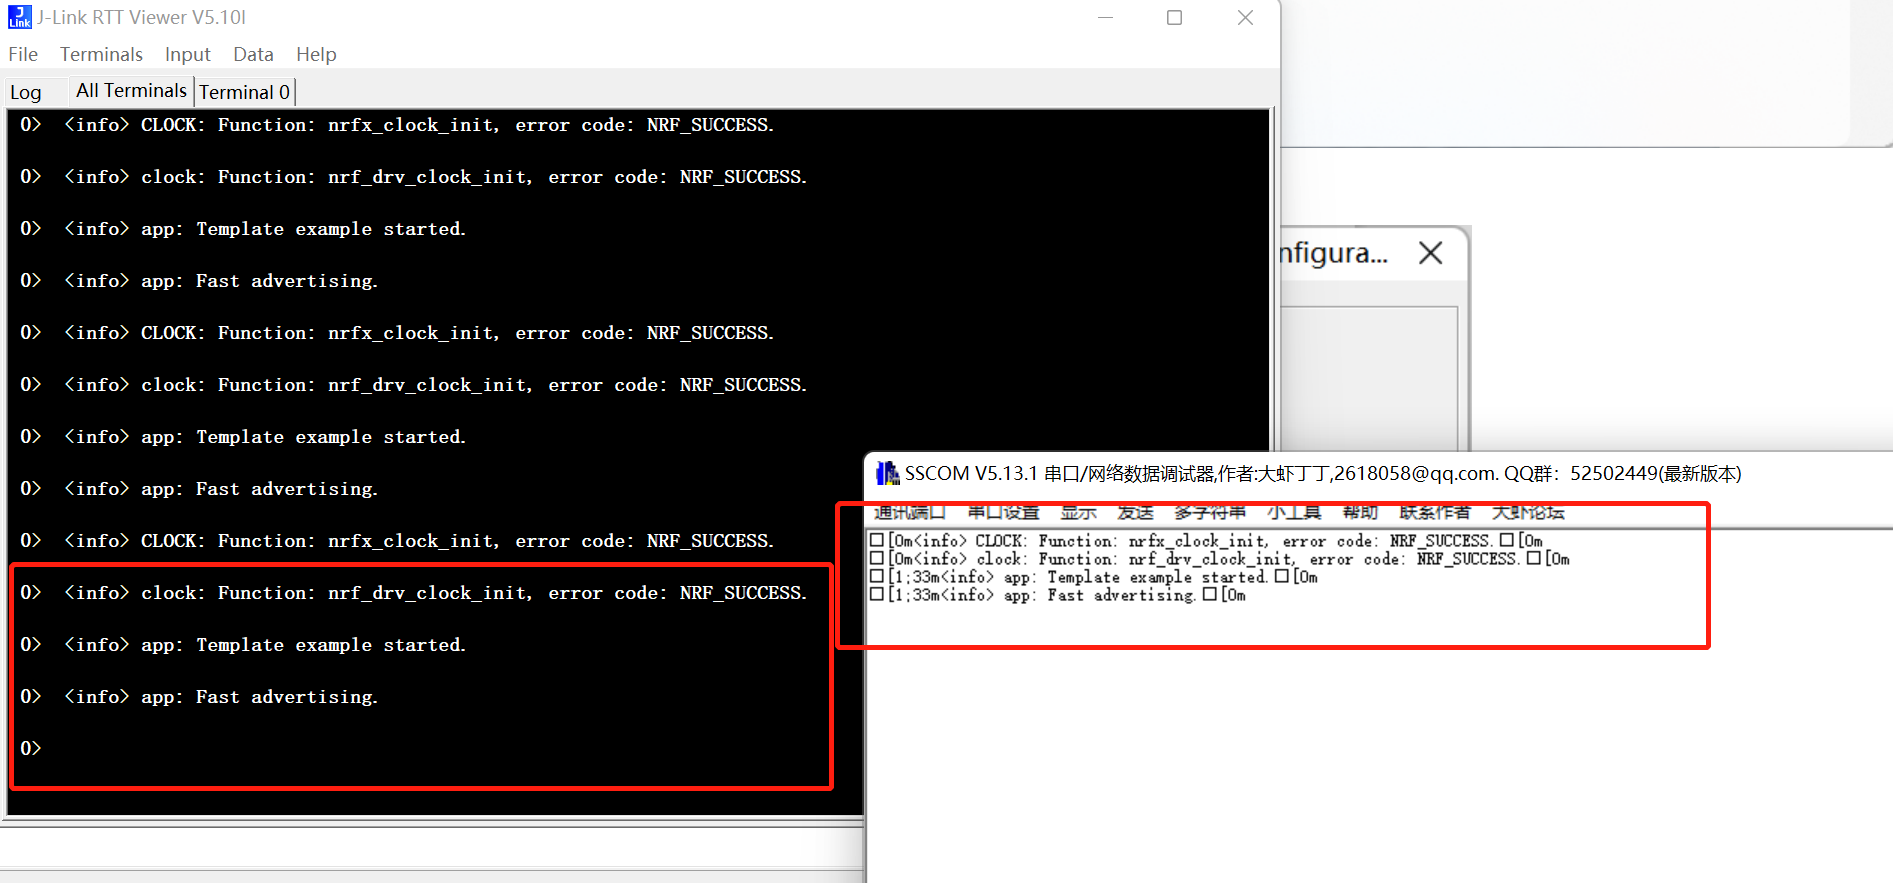 J-Link RTT Viewer V5.10l
File Terminals Input Data Help
Log All Terminals Terminal 0
0> <info> CLOCK: Function: nrfx_clock_init, error code: NRF_SUCCESS.
0> <info> clock: Function: nrf_drv_clock_init, error code: NRF_SUCCESS.
0> <info> app: Template example started.
0> <info> app: Fast advertising.
0> <info> CLOCK: Function: nrfx_clock_init, error code: NRF_SUCCESS.
0> <info> clock: Function: nrf_drv_clock_init, error code: NRF_SUCCESS.
0> <info> app: Template example started.
0> <info> app: Fast advertising.
0> <info> CLOCK: Function: nrfx_clock_init, error code: NRF_SUCCESS.
0> <info> clock: Function: nrf_drv_clock_init, error code: NRF_SUCCESS.
0> <info> app: Template example started.
0> <info> app: Fast advertising.
0>
nfigura...
SSCOM V5.13.1 串口/网络数据调试器,作者:大虾丁丁,2618058@qq.com. QQ群: 52502449(最新版本)
通讯端口 串口设置 显示 发送 多字符串 小工具 帮助 联系作者 大虾论坛
□[0m<info> CLOCK: Function: nrfx_clock_init, error code: NRF_SUCCESS.□[0m
□[0m<info> clock: Function: nrf_drv_clock_init, error code: NRF_SUCCESS.□[0m
□[1;33m<info> app: Template example started.□[0m
□[1;33m<info> app: Fast advertising.□[0m